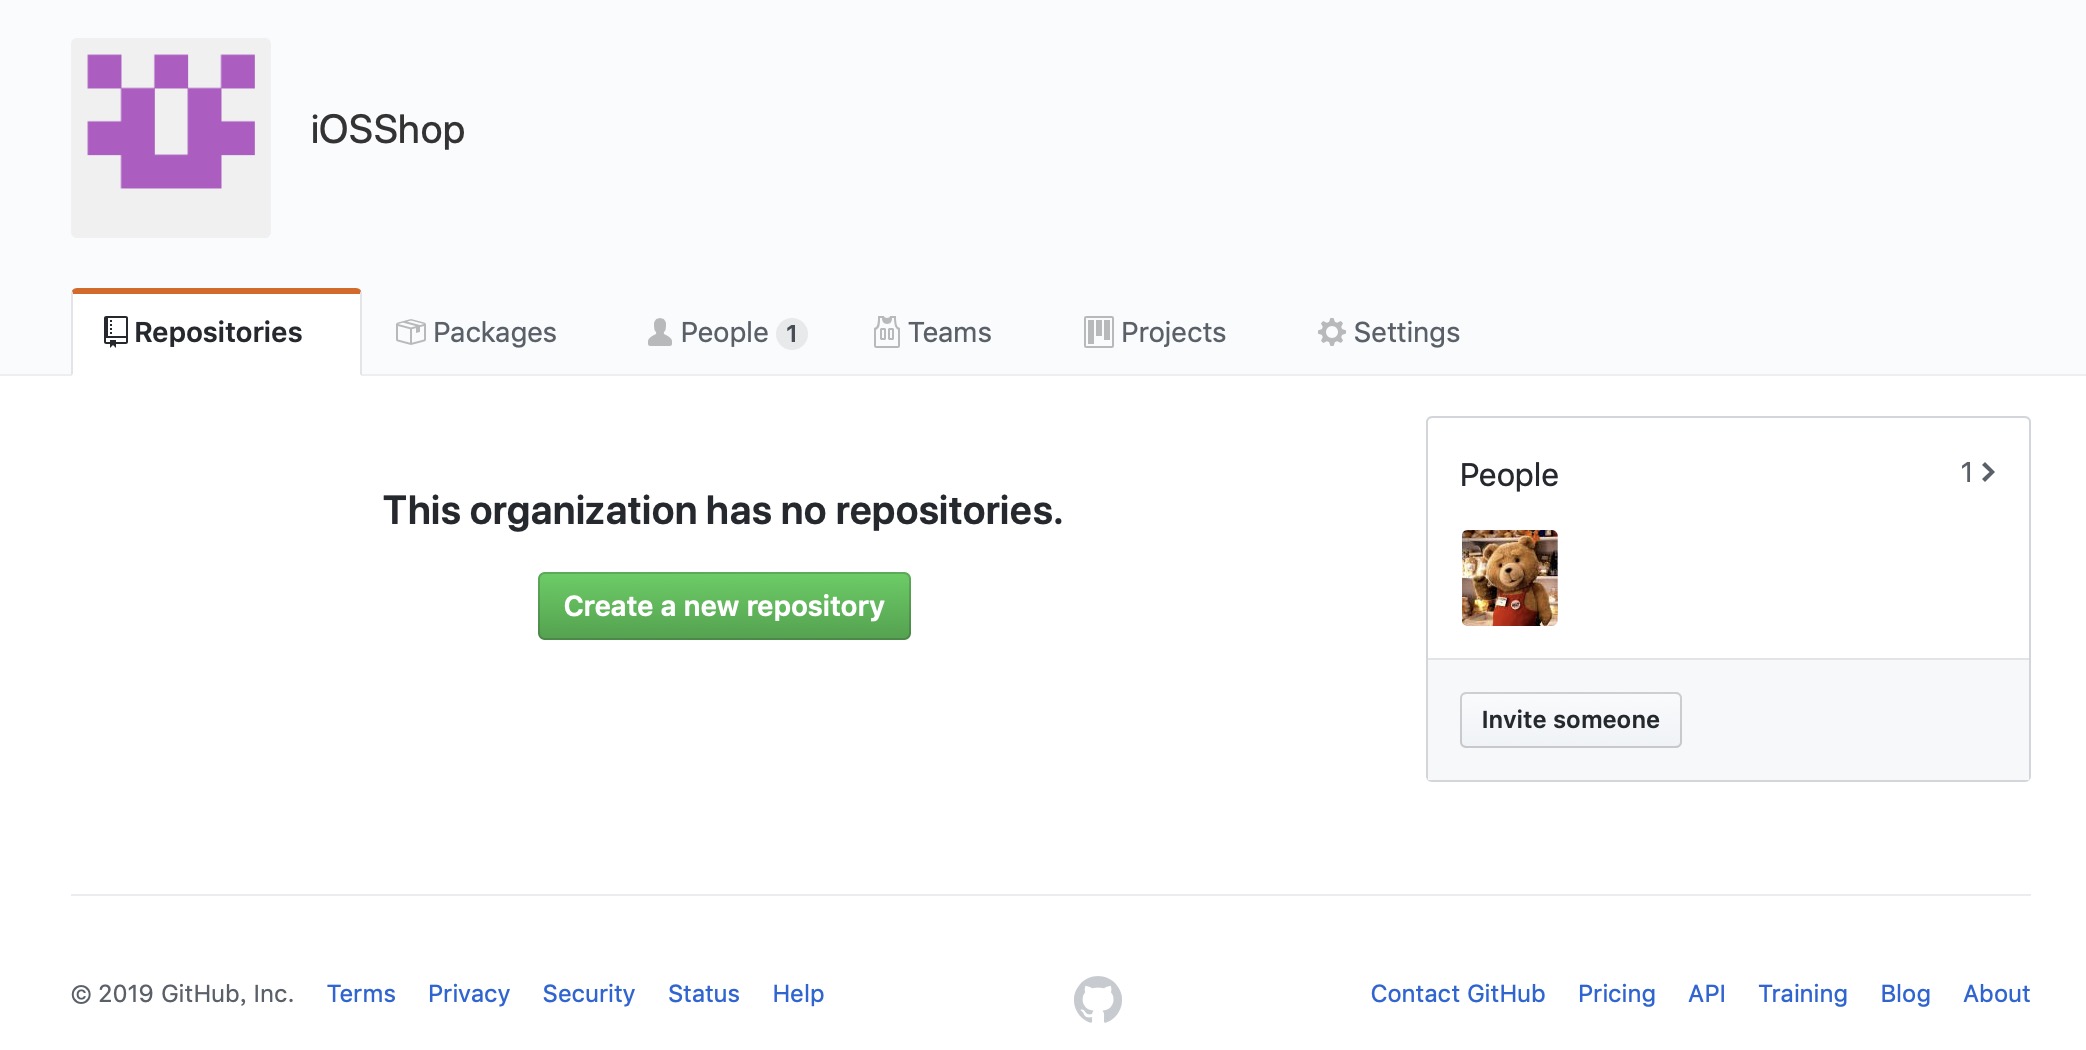 iOSShop
Repositories Packages People 1 Teams Projects Settings
This organization has no repositories.
Create a new repository
People 1
Invite someone
© 2019 GitHub, Inc. Terms Privacy Security Status Help Contact GitHub Pricing API Training Blog About